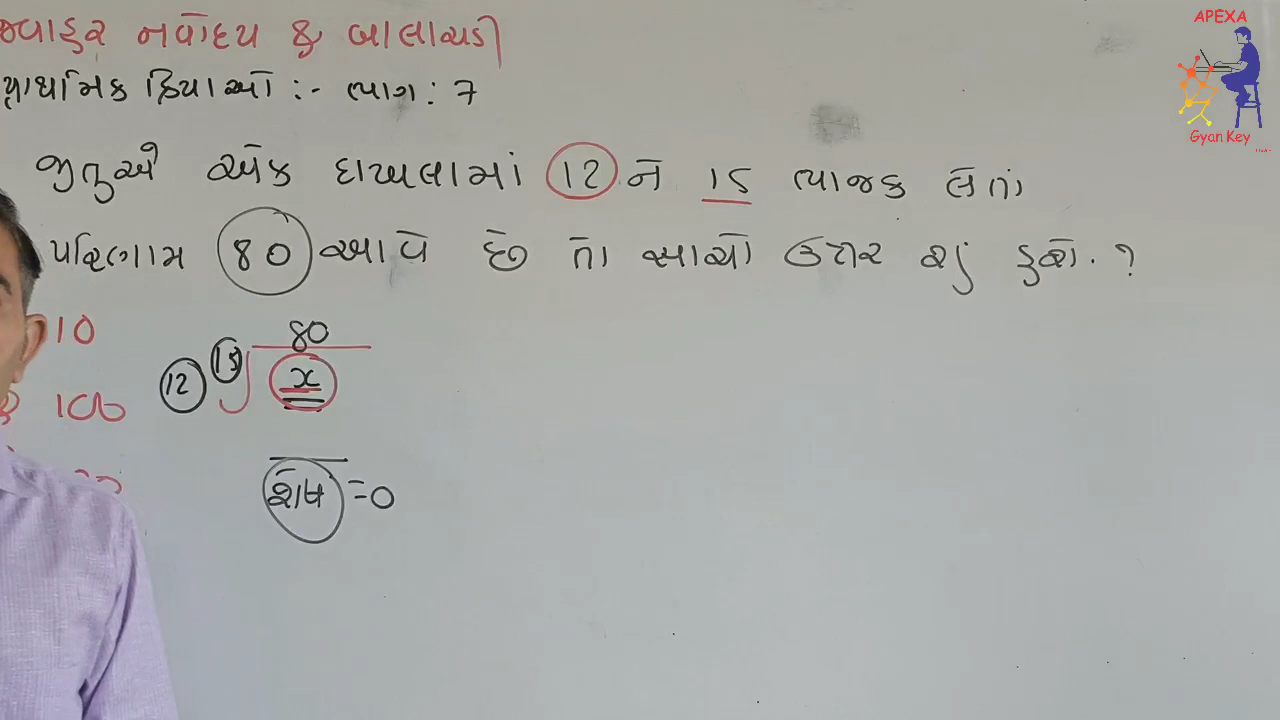 જવાહર નવોદય & બાલાચડી
પ્રાથમિક ક્રિયાઓ :- ભાગ : 7
જીતુએ એક દાખલામાં 12 ને 15 ભાજક લેતાં
પરિણામ 80 આવે છે તો સાચો ઉત્તર શું હશે. ?
10
80
12 15 x
100
શેષ = 0
APEXA
Gyan Key